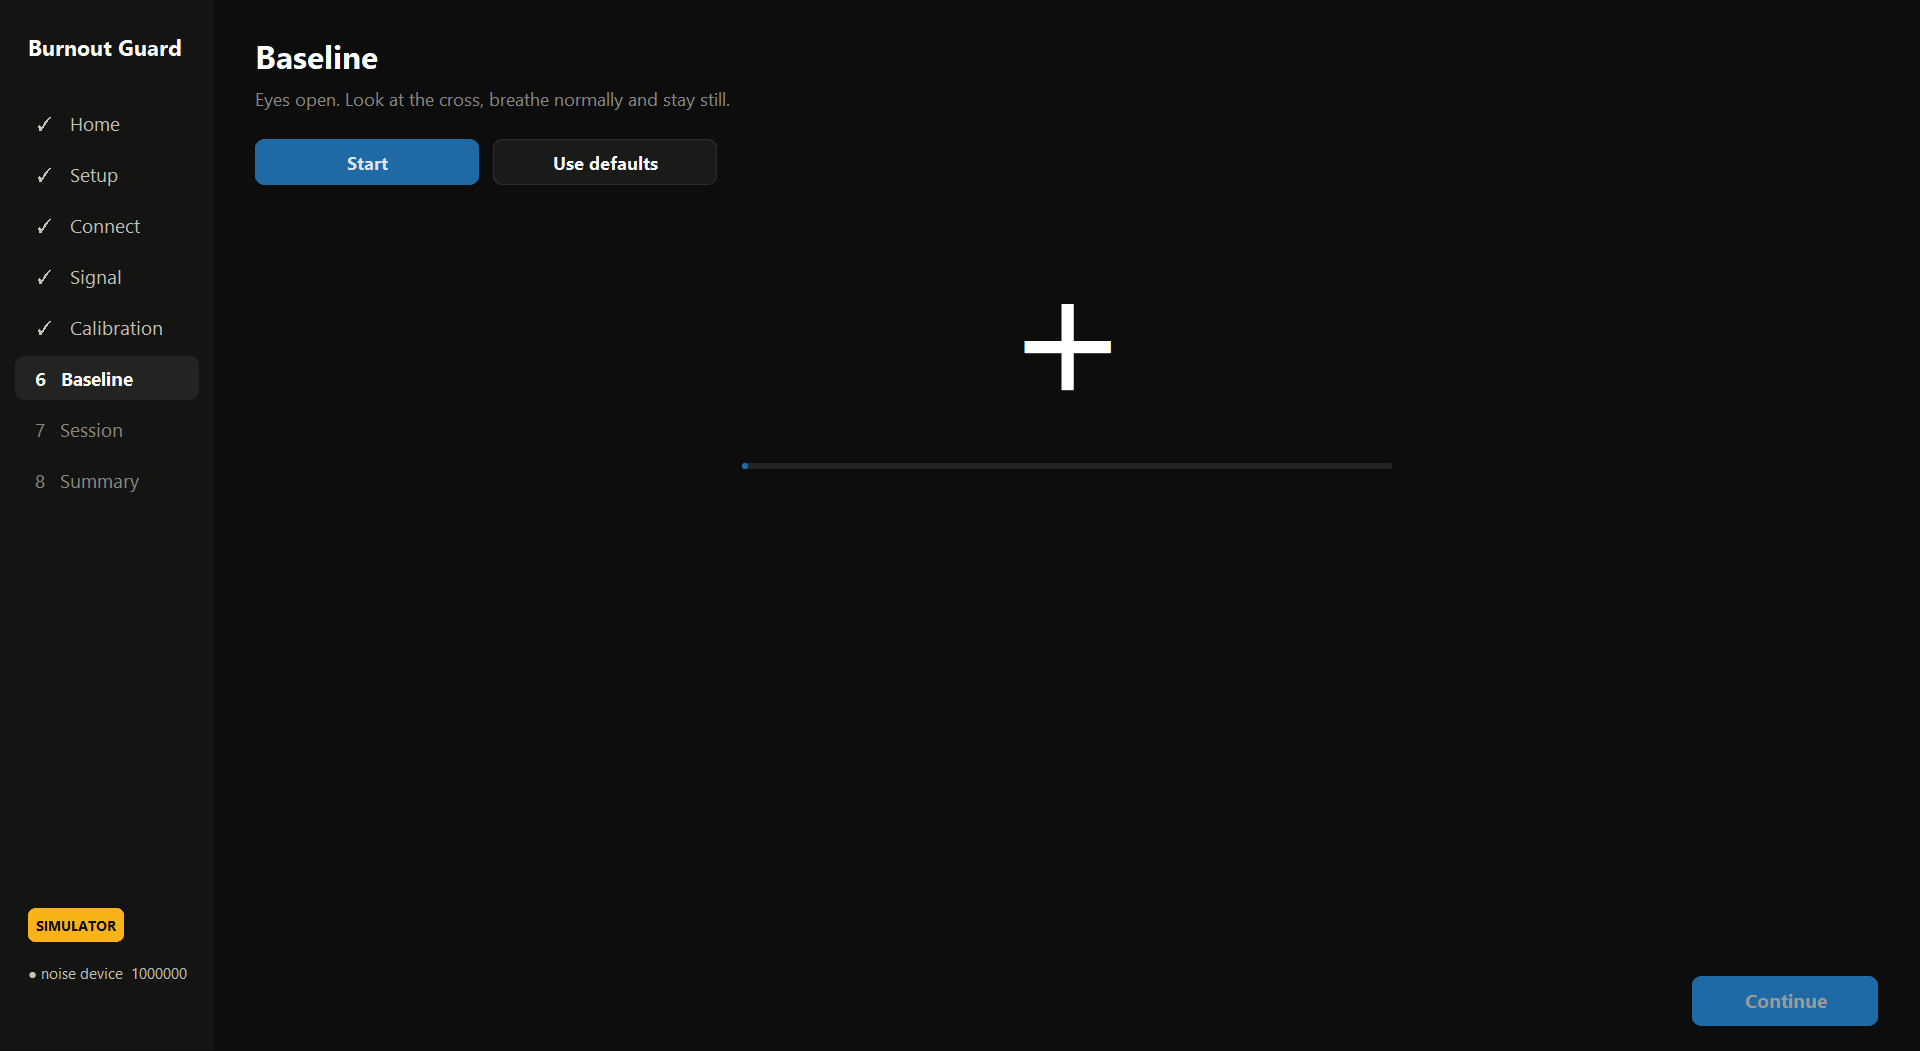 Burnout Guard
✓ Home
✓ Setup
✓ Connect
✓ Signal
✓ Calibration
6 Baseline
7 Session
8 Summary
SIMULATOR
● noise device 1000000
Baseline
Eyes open. Look at the cross, breathe normally and stay still.
Start
Use defaults
Continue